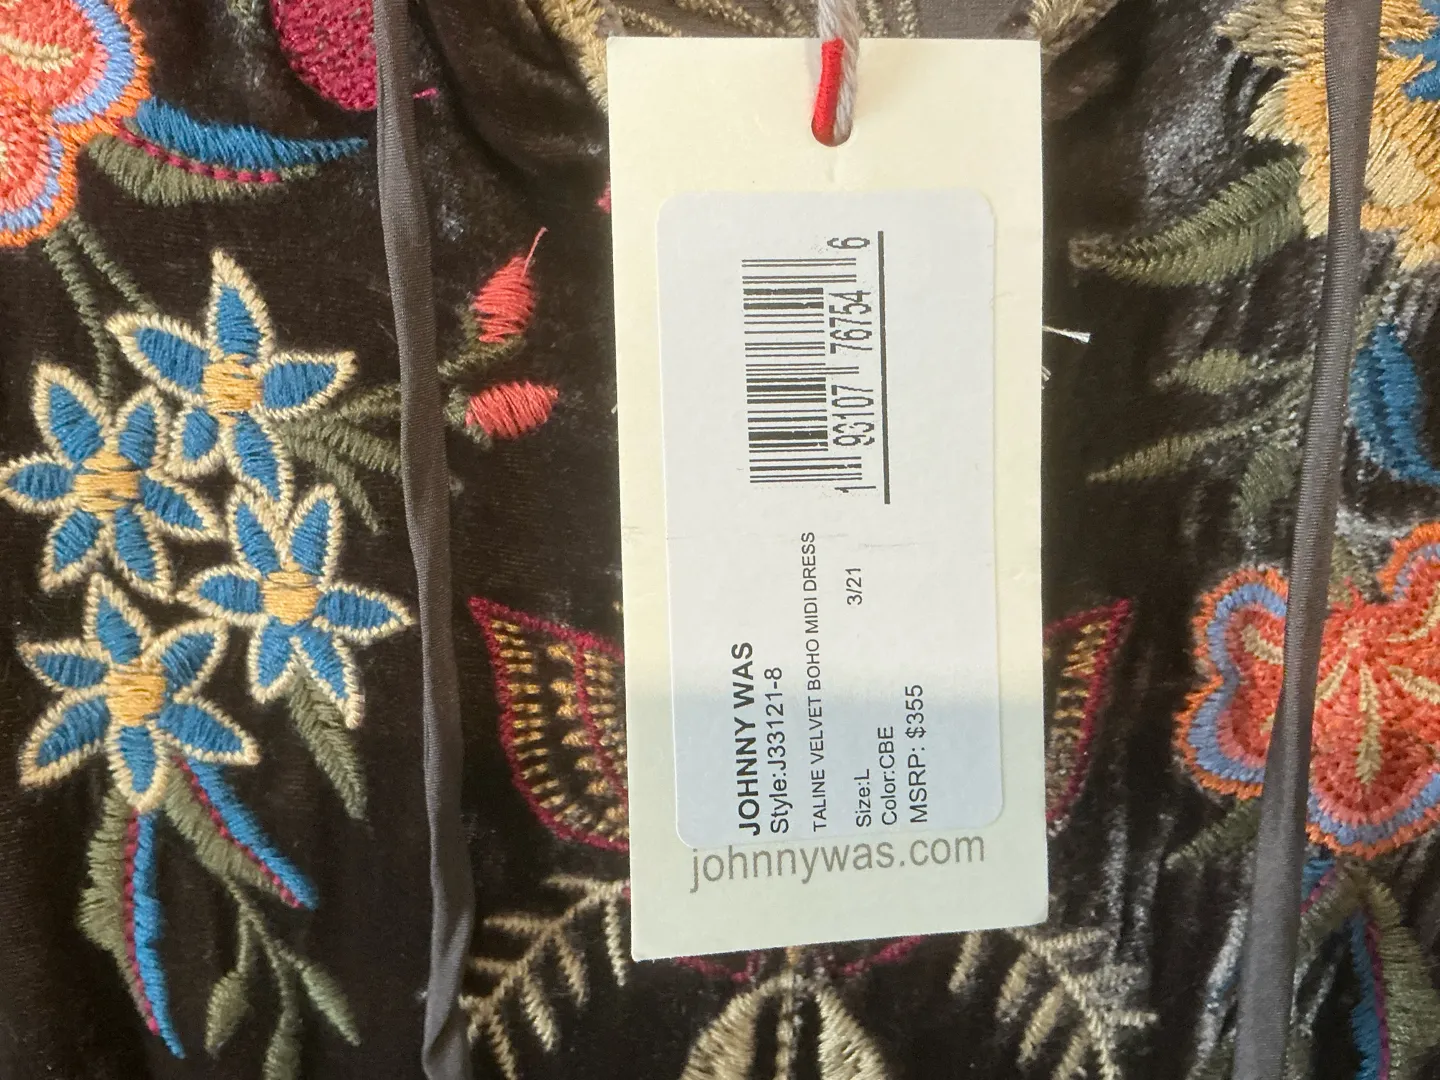 JOHNNY WAS
Style:J33121-8
TALINE VELVET BOHO MIDI DRESS
Size:L 3/21
Color:CBE
MSRP: $355
1 93107 76754 6
johnnywas.com